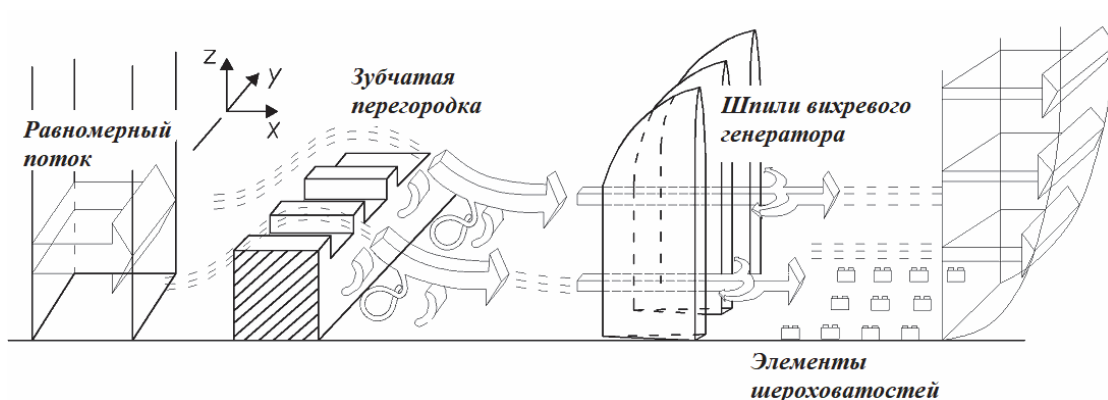 Равномерный
поток
Z
Y
X
Зубчатая
перегородка
Шпили вихревого
генератора
Элементы
шероховатостей